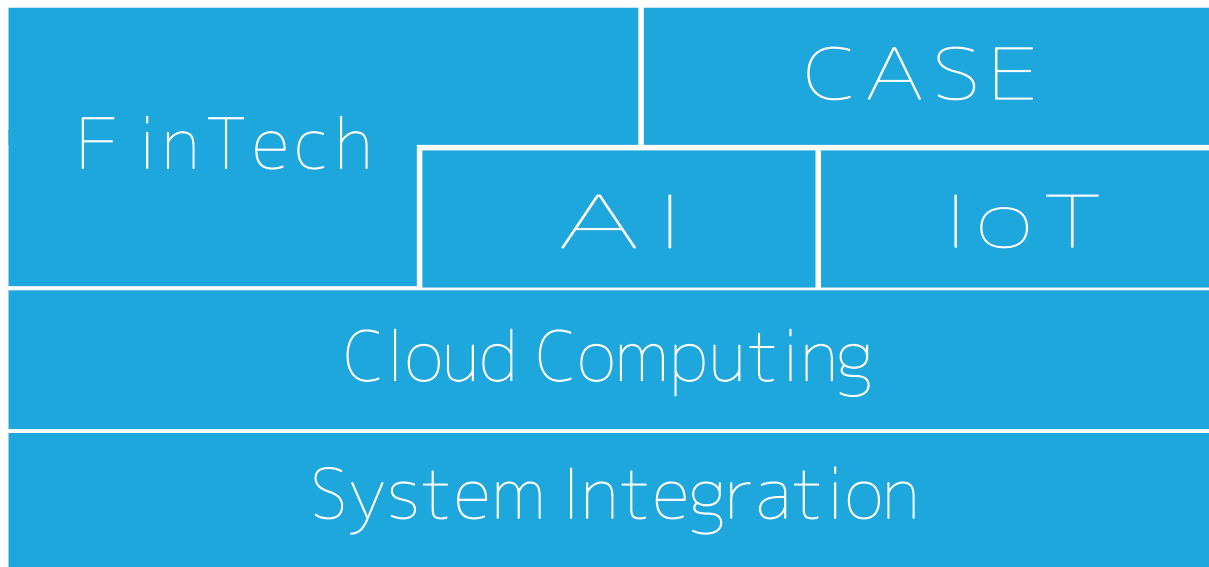 CASE
FinTech
AI
IoT
Cloud Computing
System Integration